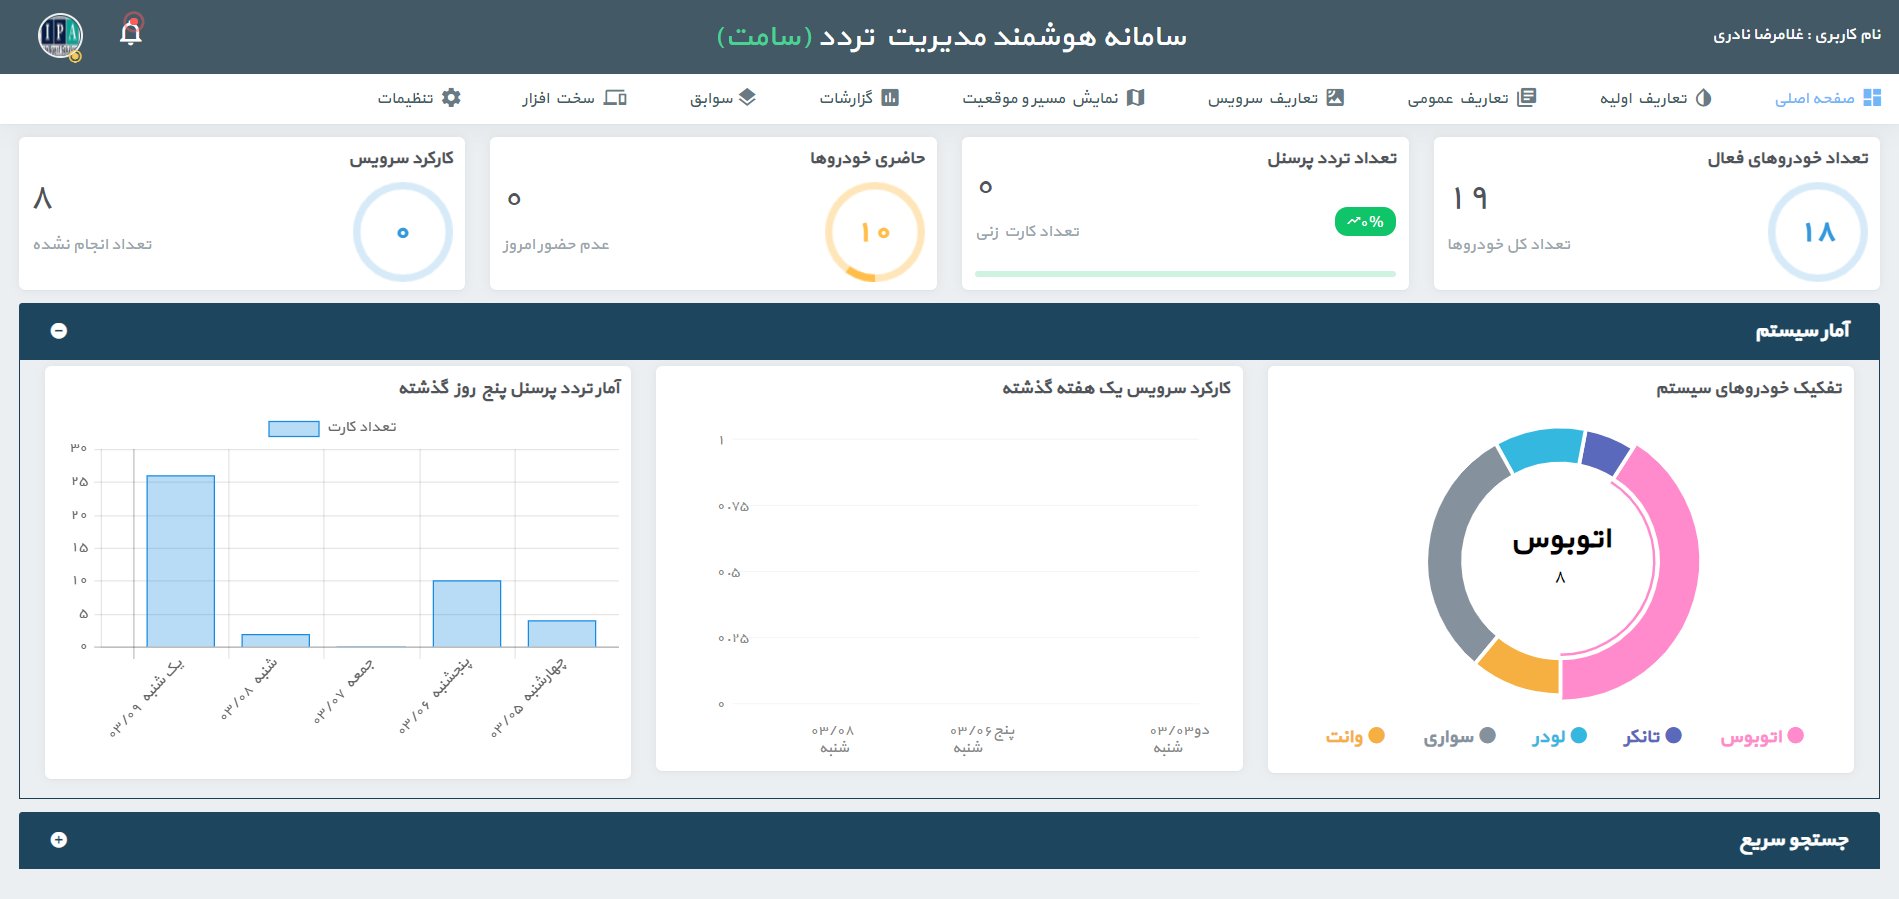 نام کاربری : غلامرضا نادری
سامانه هوشمند مدیریت تردد (سامت)
IPA
صفحه اصلی
تعاریف اولیه
تعاریف عمومی
تعاریف سرویس
نمایش مسیر و موقعیت
گزارشات
سوابق
سخت افزار
تنظیمات
تعداد خودروهای فعال
۱۸
۱۹
تعداد کل خودروها
تعداد تردد پرسنل
۰%
۰
تعداد کارت زنی
حاضری خودروها
۱۰
۰
عدم حضور امروز
کارکرد سرویس
۰
۸
تعداد انجام نشده
آمار سیستم
تفکیک خودروهای سیستم
اتوبوس
۸
اتوبوس
تانکر
لودر
سواری
وانت
کارکرد سرویس یک هفته گذشته
۱
۰.۷۵
۰.۵
۰.۲۵
۰
۰۳/۰۳دو شنبه
۰۳/۰۶پنج شنبه
۰۳/۰۸ شنبه
آمار تردد پرسنل پنج روز گذشته
تعداد کارت
۳۰
۲۵
۲۰
۱۵
۱۰
۵
۰
یک شنبه ۰۳/۰۹
شنبه ۰۳/۰۸
جمعه ۰۳/۰۷
پنجشنبه ۰۳/۰۶
چهارشنبه ۰۳/۰۵
جستجو سریع